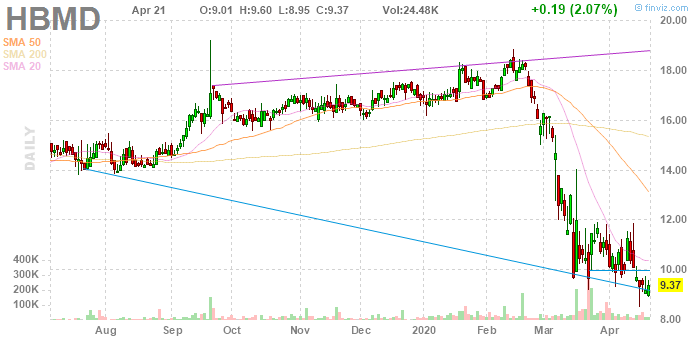 HBMD Apr 21 O:9.01 H:9.60 L:8.95 C:9.37 Vol:24.48K +0.19 (2.07%) © finviz.com
SMA 50
SMA 200
SMA 20
DAILY
20.00
18.00
16.00
14.00
12.00
10.00
9.37
8.00
400K
300K
200K
100K
Aug Sep Oct Nov Dec 2020 Feb Mar Apr